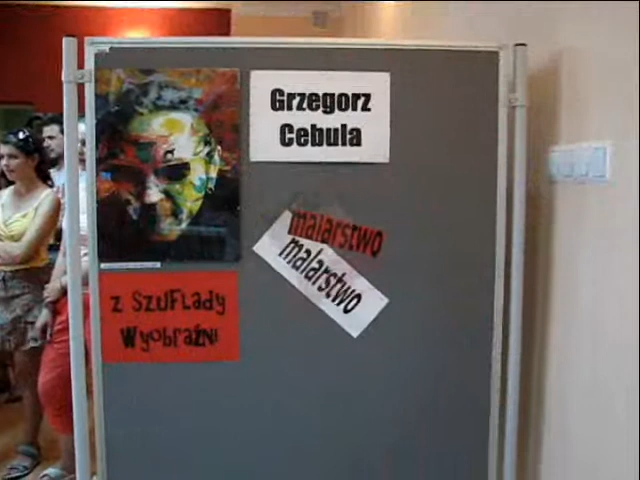 Grzegorz
Cebula
malarstwo
malarstwo
z SzuFlady
Wyobraźni